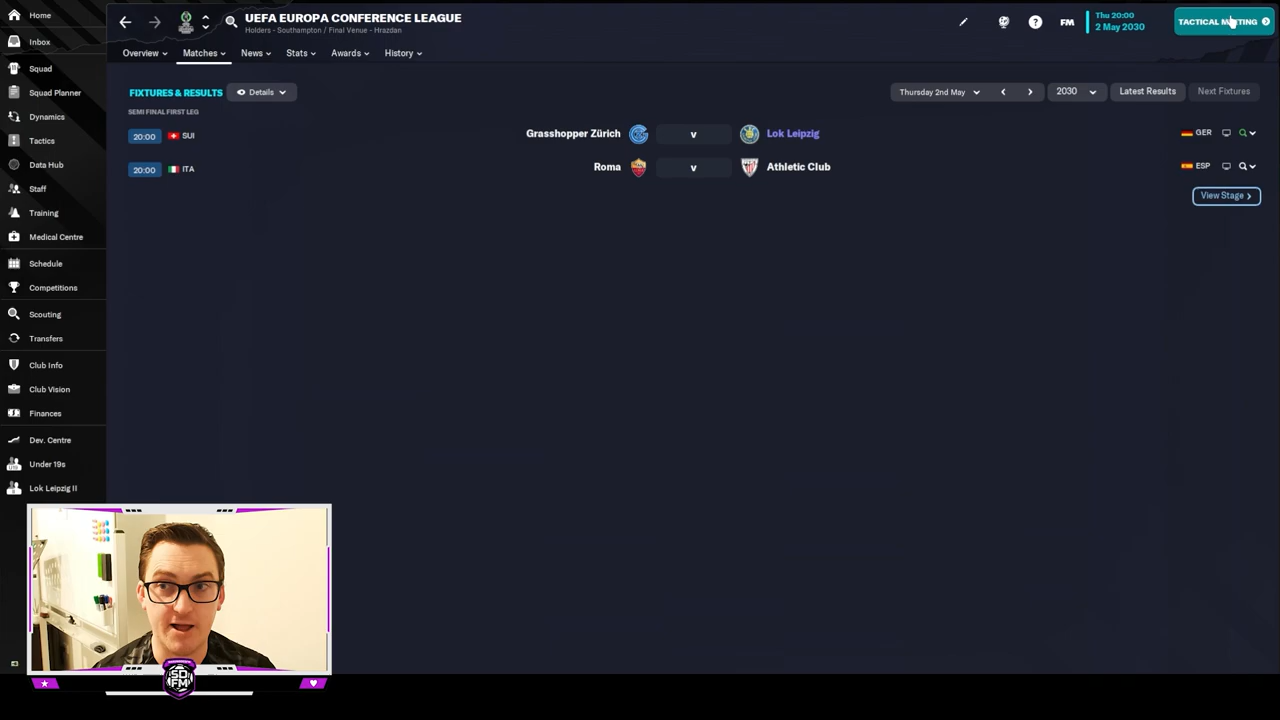 Home
UEFA EUROPA CONFERENCE LEAGUE
Holders - Southampton / Final Venue - Hrazdan
FM
Thu 20:00
2 May 2030
TACTICAL MEETING
Inbox
Overview
Matches
News
Stats
Awards
History
Squad
Squad Planner
FIXTURES & RESULTS
Details
Thursday 2nd May
2030
Latest Results
Next Fixtures
SEMI FINAL FIRST LEG
Dynamics
20:00 SUI Grasshopper Zürich v Lok Leipzig GER
Tactics
Data Hub
20:00 ITA Roma v Athletic Club ESP
Staff
View Stage
Training
Medical Centre
Schedule
Competitions
Scouting
Transfers
Club Info
Club Vision
Finances
Dev. Centre
Under 19s
Lok Leipzig II
SD
FM